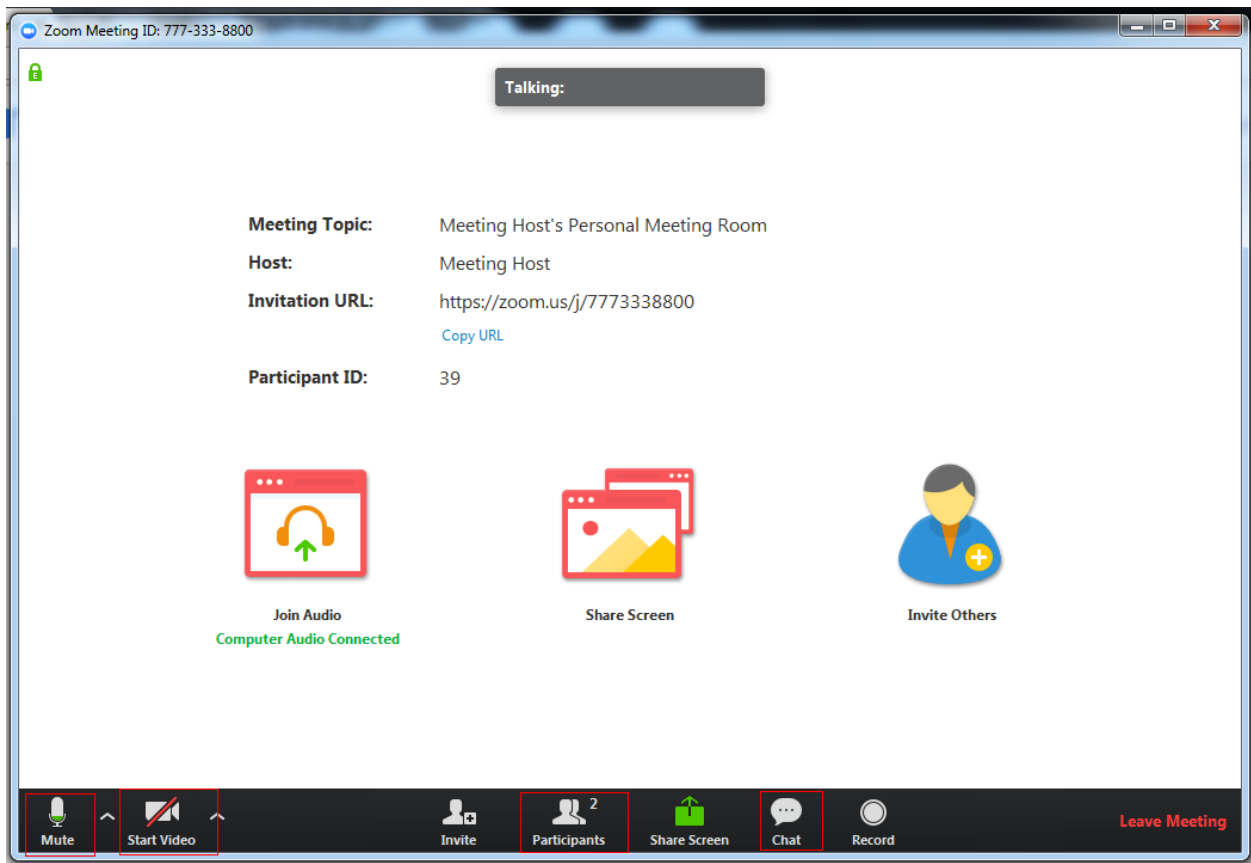 Zoom Meeting ID: 777-333-8800
E
Talking:
Meeting Topic: Meeting Host's Personal Meeting Room
Host: Meeting Host
Invitation URL: https://zoom.us/j/7773338800
Copy URL
Participant ID: 39
Join Audio Share Screen Invite Others
Computer Audio Connected
2
Mute Start Video Invite Participants Share Screen Chat Record Leave Meeting